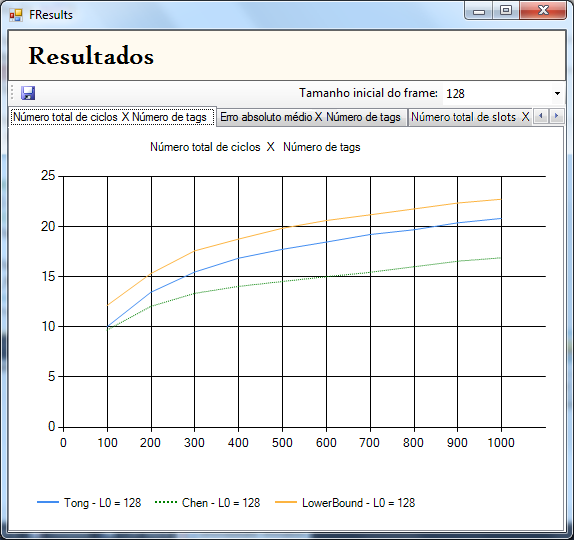 FResults
Resultados
Tamanho inicial do frame: 128
Número total de ciclos X Número de tags Erro absoluto médio X Número de tags Número total de slots X
Número total de ciclos X Número de tags
25
20
15
10
5
0
0 100 200 300 400 500 600 700 800 900 1000
Tong - L0 = 128 Chen - L0 = 128 LowerBound - L0 = 128